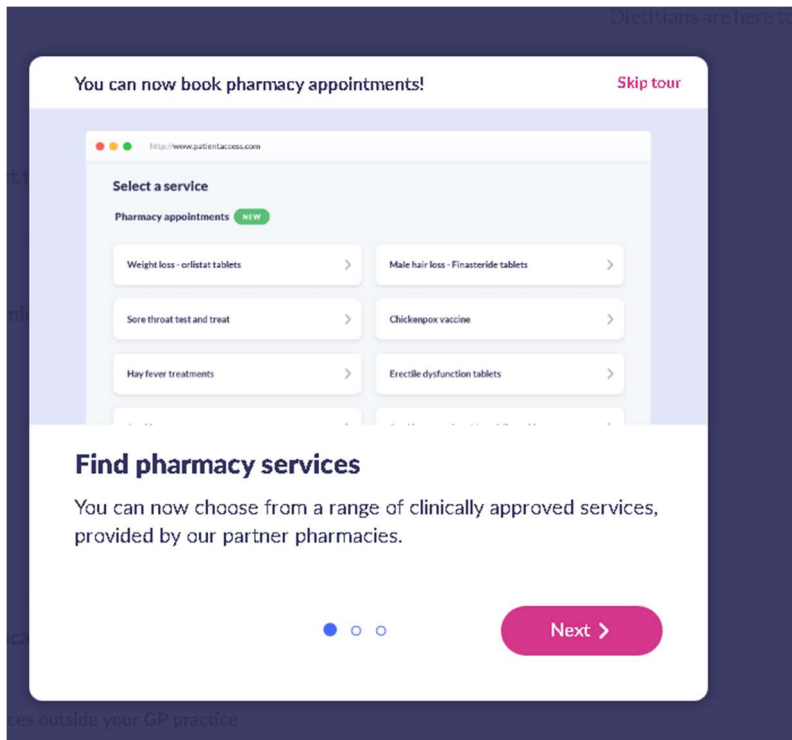 Dietitians are here to
You can now book pharmacy appointments!
Skip tour
http://www.patientaccess.com
Select a service
Pharmacy appointments NEW
Weight loss - orlistat tablets
Male hair loss - Finasteride tablets
Sore throat test and treat
Chickenpox vaccine
Hay fever treatments
Erectile dysfunction tablets
Find pharmacy services
You can now choose from a range of clinically approved services,
provided by our partner pharmacies.
Next
outside your GP practice